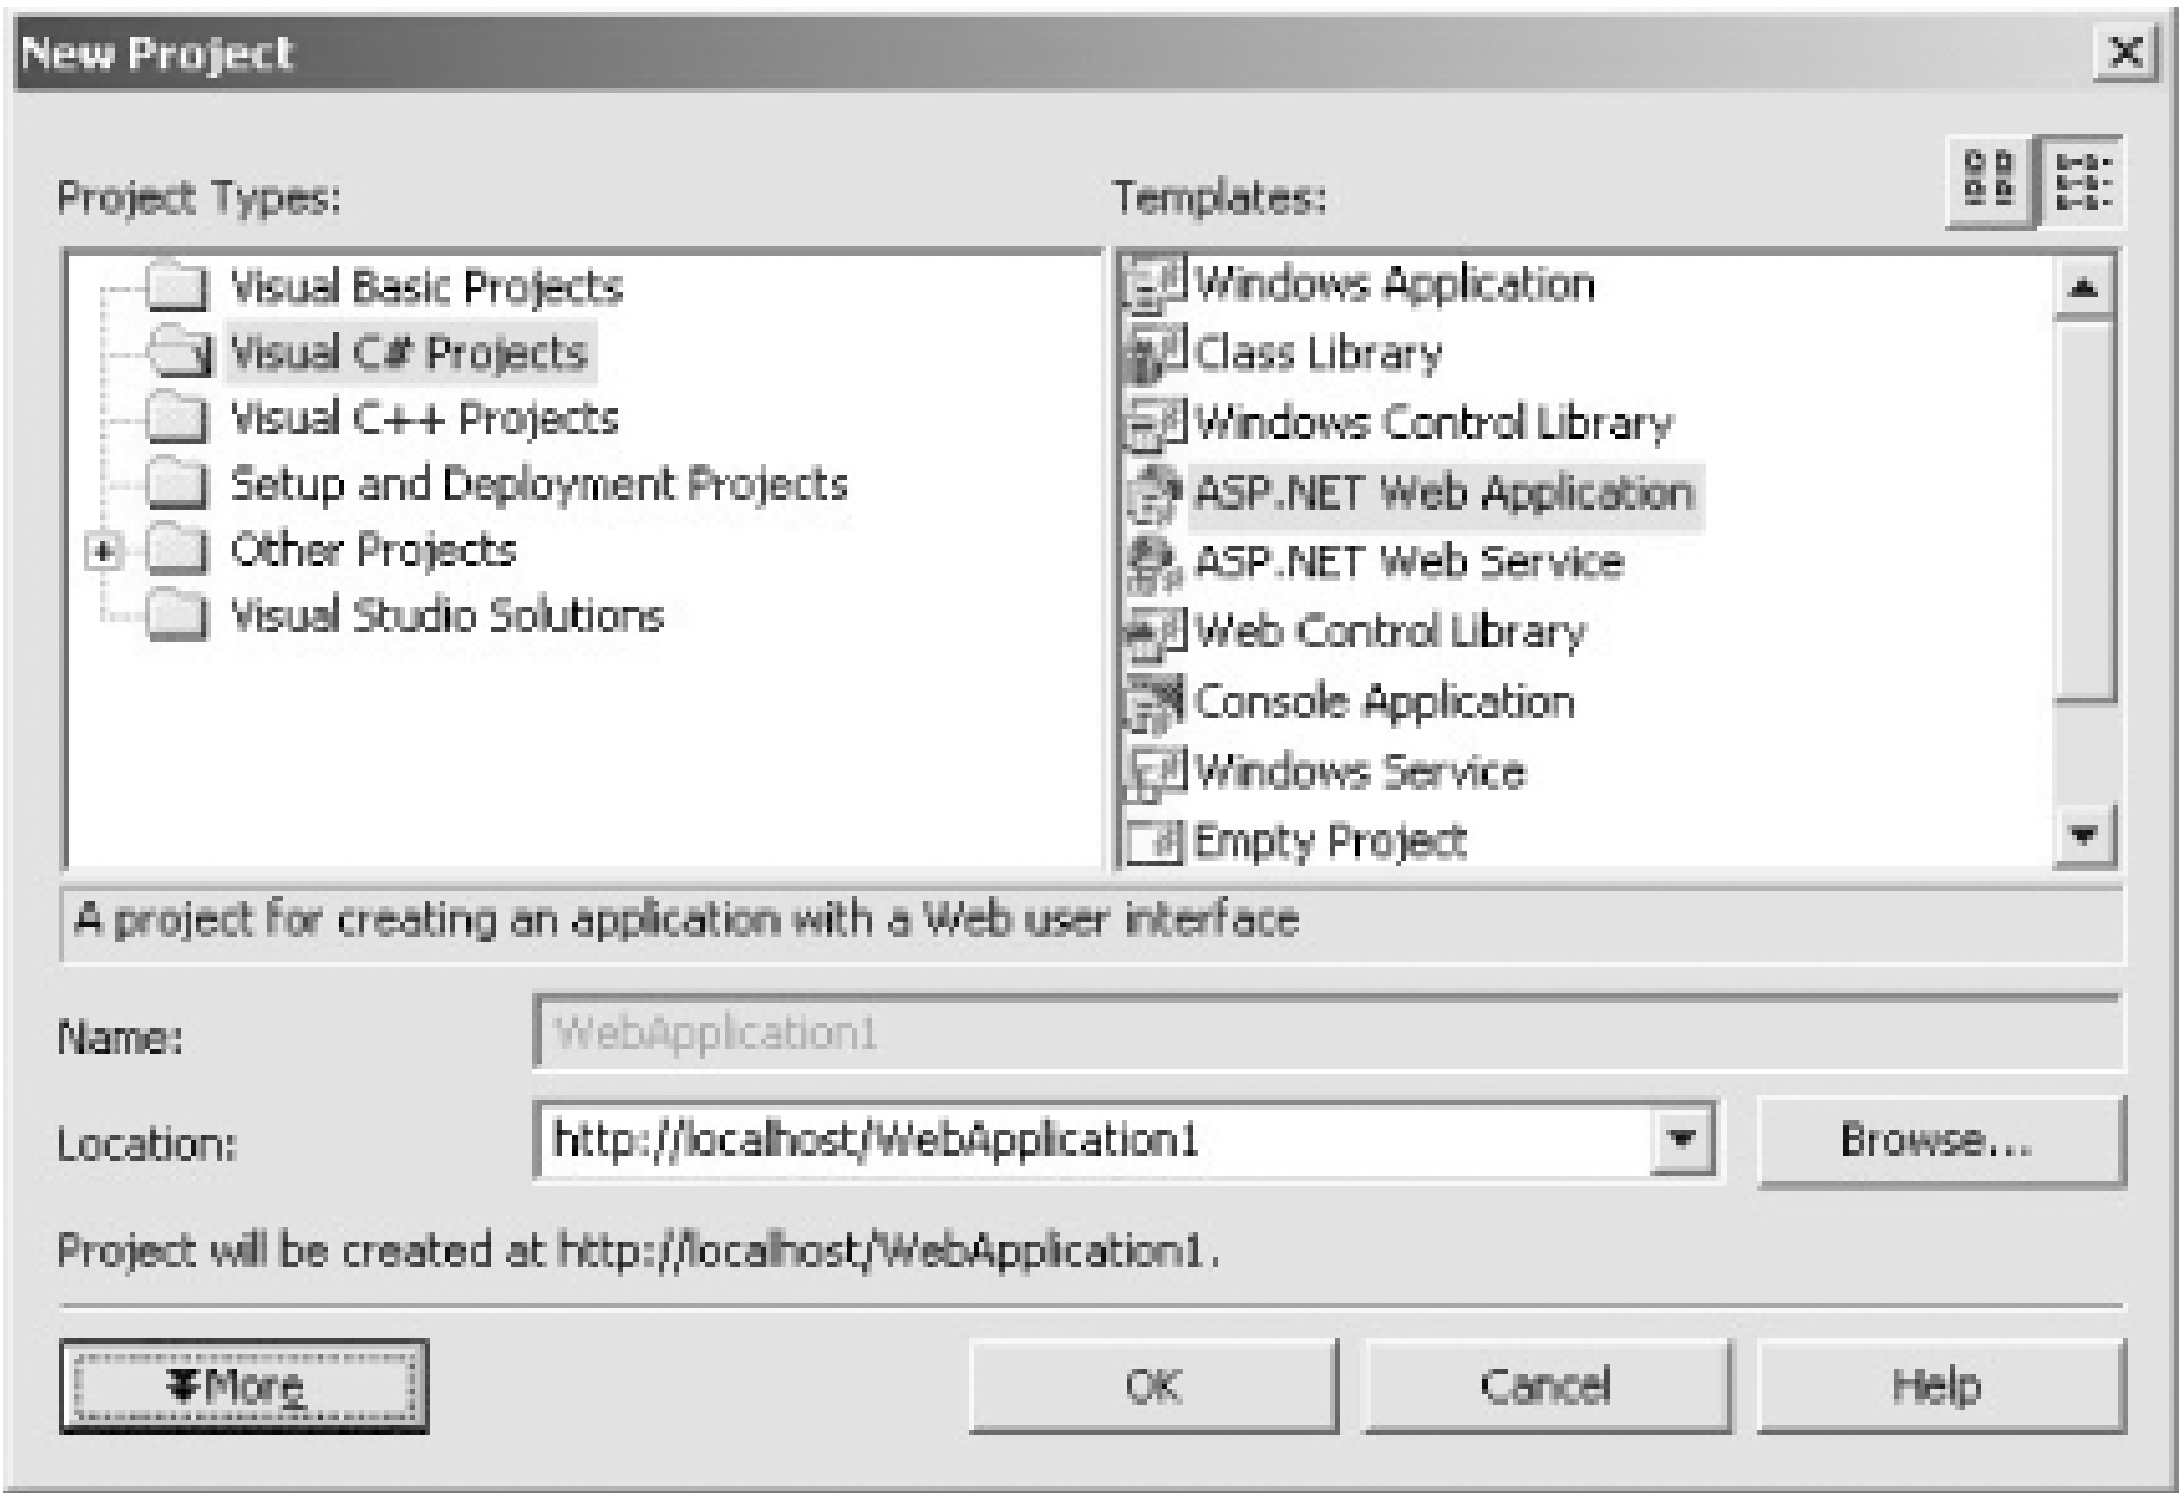 New Project
Project Types:
Templates:
Visual Basic Projects
Visual C# Projects
Visual C++ Projects
Setup and Deployment Projects
Other Projects
Visual Studio Solutions
Windows Application
Class Library
Windows Control Library
ASP.NET Web Application
ASP.NET Web Service
Web Control Library
Console Application
Windows Service
Empty Project
A project for creating an application with a Web user interface
Name:
WebApplication1
Location:
http://localhost/WebApplication1
Browse...
Project will be created at http://localhost/WebApplication1.
More
OK
Cancel
Help